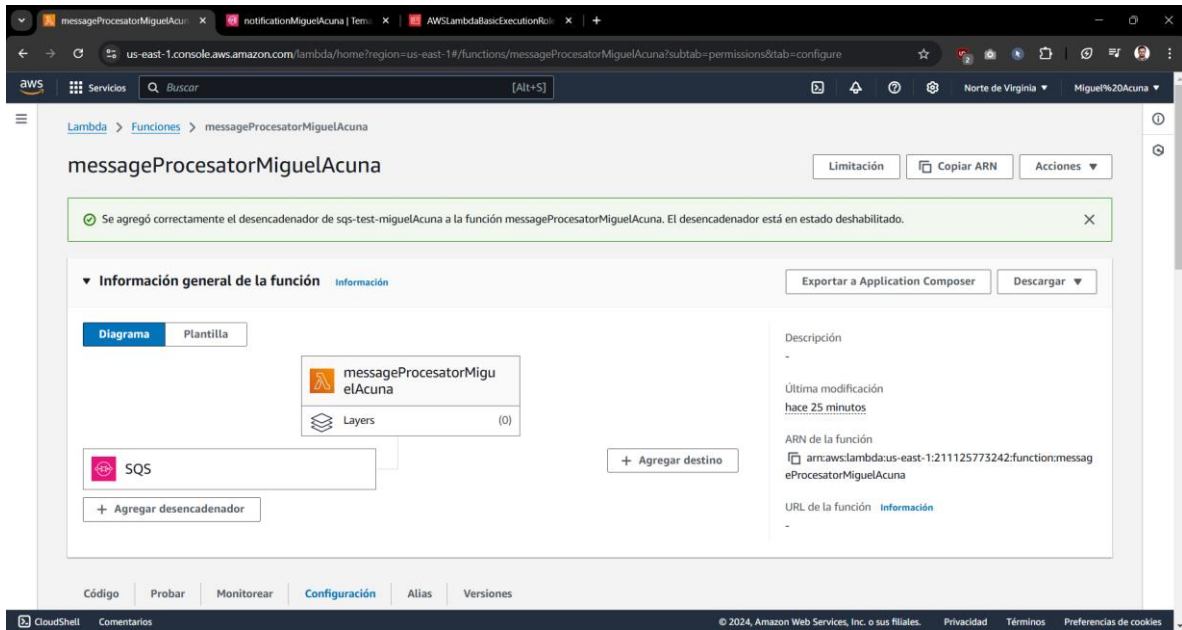 messageProcesatorMiguelAcun
notificationMiguelAcuna | Tema
AWSLambdaBasicExecutionRole
us-east-1.console.aws.amazon.com/lambda/home?region=us-east-1#/functions/messageProcesatorMiguelAcuna?subtab=permissions&tab=configure
2
aws
Servicios
Buscar
[Alt+S]
Norte de Virginia
Miguel%20Acuna
Lambda > Funciones > messageProcesatorMiguelAcuna
messageProcesatorMiguelAcuna
Limitación
Copiar ARN
Acciones
Se agregó correctamente el desencadenador de sqs-test-miguelAcuna a la función messageProcesatorMiguelAcuna. El desencadenador está en estado deshabilitado.
Información general de la función Información
Exportar a Application Composer
Descargar
Diagrama
Plantilla
messageProcesatorMigu
elAcuna
Layers (0)
SQS
+ Agregar desencadenador
+ Agregar destino
Descripción
-
Última modificación
hace 25 minutos
ARN de la función
arn:aws:lambda:us-east-1:211125773242:function:messag
eProcesatorMiguelAcuna
URL de la función Información
-
Código
Probar
Monitorear
Configuración
Alias
Versiones
CloudShell
Comentarios
© 2024, Amazon Web Services, Inc. o sus filiales.
Privacidad
Términos
Preferencias de cookies